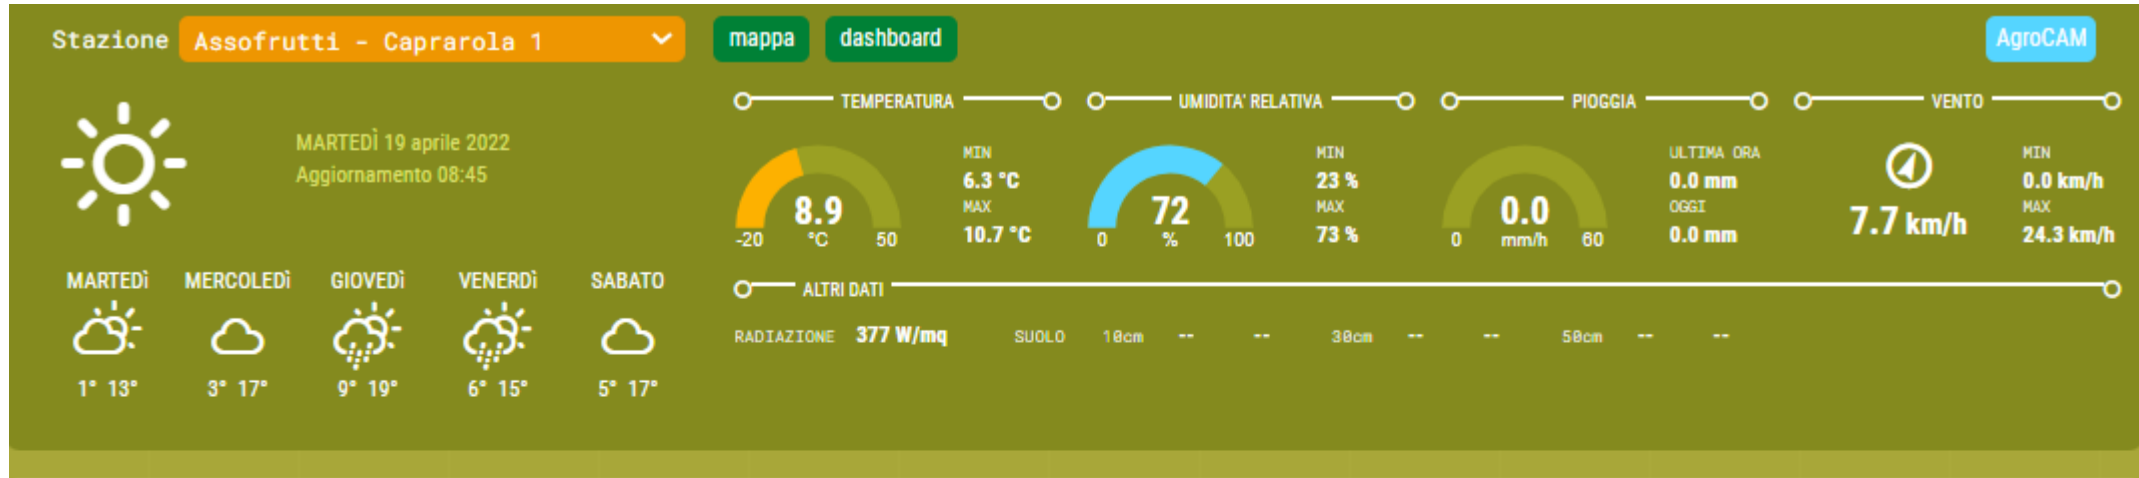 Stazione Assofrutti - Caprarola 1 mappa dashboard AgroCAM
MARTEDÌ 19 aprile 2022
Aggiornamento 08:45
MARTEDÌ MERCOLEDÌ GIOVEDÌ VENERDÌ SABATO
1° 13° 3° 17° 9° 19° 6° 15° 5° 17°
TEMPERATURA
8.9
°C
-20 50
MIN
6.3 °C
MAX
10.7 °C
UMIDITA' RELATIVA
72
%
0 100
MIN
23 %
MAX
73 %
PIOGGIA
0.0
mm/h
0 60
ULTIMA ORA
0.0 mm
OGGI
0.0 mm
VENTO
7.7 km/h
MIN
0.0 km/h
MAX
24.3 km/h
ALTRI DATI
RADIAZIONE 377 W/mq SUOLO 10cm -- -- 30cm -- -- 50cm -- --